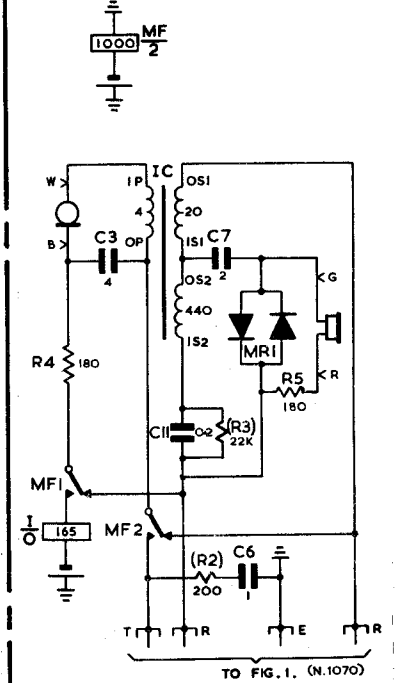 1000 MF
2
IC
W
1P
OS1
4
20
B
C3
OP
1S1
C7
4
2
OS2
G
440
MR1
R4
180
1S2
R
R5
180
C11
0·2
(R3)
22K
MF1
I
O
165
MF2
(R2)
200
C6
1
T
R
E
R
TO FIG.1. (N.1070)